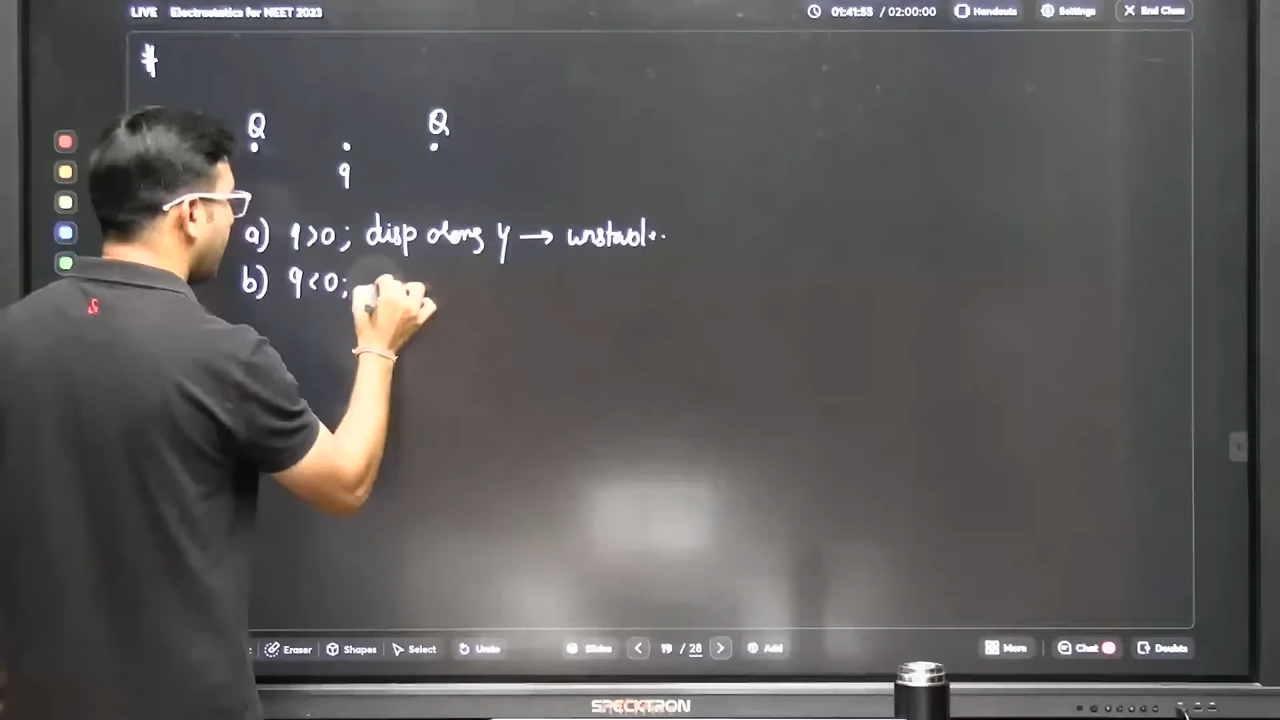 LIVE Electrostatics for NEET 2023 01:41:55 / 02:00:00 Handouts Settings End Class
#
Q Q
q
a) q>0; disp along y → unstable.
b) q<0;
Eraser Shapes Select Undo Slides 19 / 28 Add More Chat Doubts
SPECKTRON